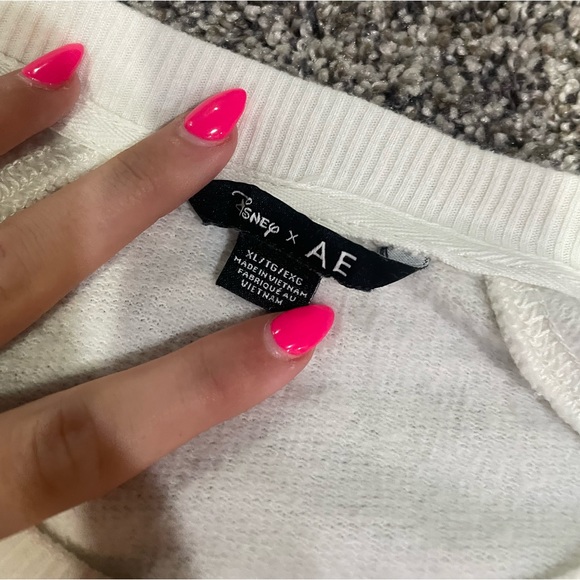 Disney x AE
XL/TG/EXG
MADE IN VIETNAM
FABRIQUÉ AU
VIETNAM